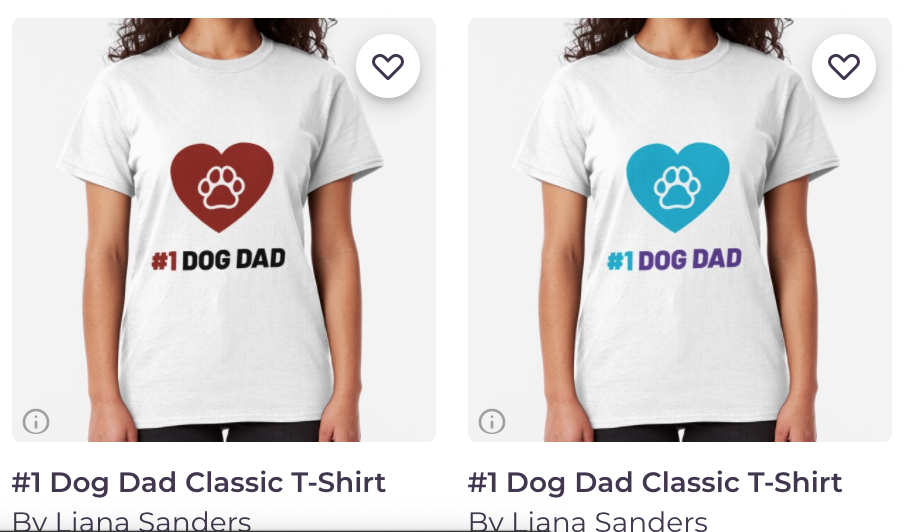 #1 DOG DAD
#1 DOG DAD
#1 Dog Dad Classic T-Shirt
#1 Dog Dad Classic T-Shirt
By Liana Sanders
By Liana Sanders